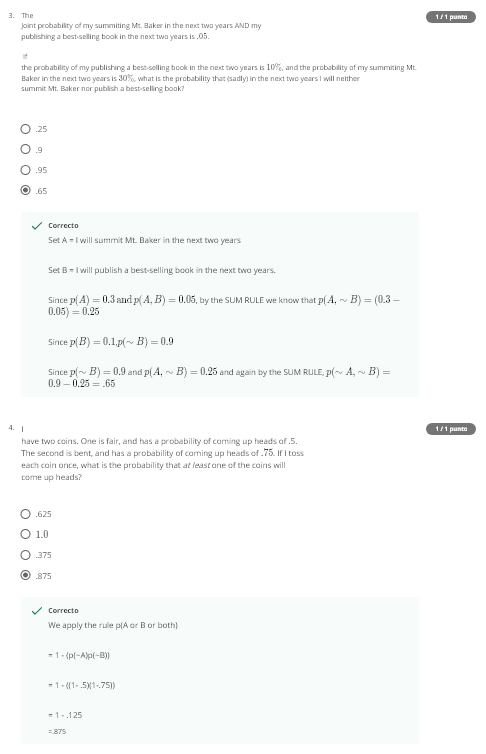 3. The
1 / 1 punto
Joint probability of my summiting Mt. Baker in the next two years AND my
publishing a best-selling book in the next two years is .05.
If
the probability of my publishing a best-selling book in the next two years is 10%, and the probability of my summiting Mt.
Baker in the next two years is 30%, what is the probability that (sadly) in the next two years I will neither
summit Mt. Baker nor publish a best-selling book?
.25
.9
.95
.65
Correcto
Set A = I will summit Mt. Baker in the next two years
Set B = I will publish a best-selling book in the next two years.
Since p(A) = 0.3 and p(A, B) = 0.05, by the SUM RULE we know that p(A, ∼ B) = (0.3 −
0.05) = 0.25
Since p(B) = 0.1,p(∼ B) = 0.9
Since p(∼ B) = 0.9 and p(A, ∼ B) = 0.25 and again by the SUM RULE, p(∼ A, ∼ B) =
0.9 − 0.25 = .65
4. I
1 / 1 punto
have two coins. One is fair, and has a probability of coming up heads of .5.
The second is bent, and has a probability of coming up heads of .75. If I toss
each coin once, what is the probability that at least one of the coins will
come up heads?
.625
1.0
.375
.875
Correcto
We apply the rule p(A or B or both)
= 1 - (p(~A)p(~B))
= 1 - ((1- .5)(1-.75))
= 1 - .125
=.875